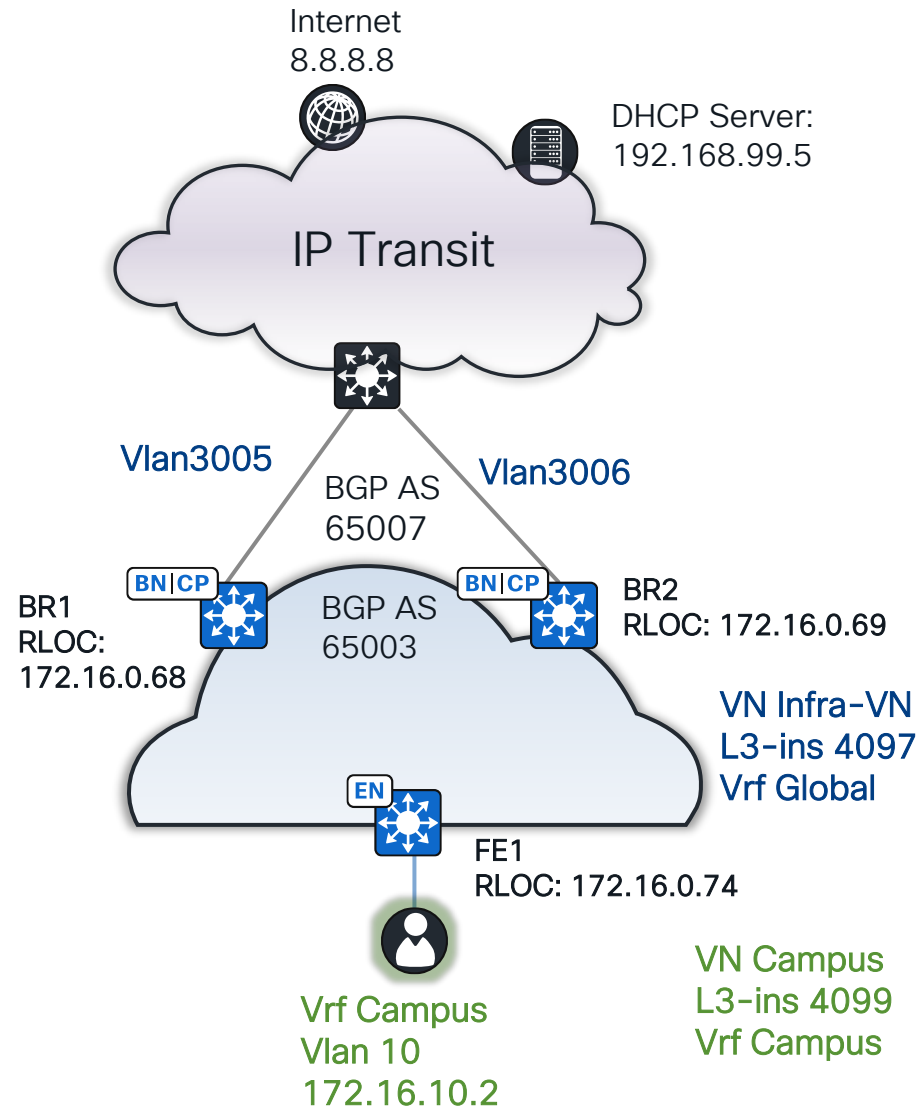 Internet
8.8.8.8
DHCP Server:
192.168.99.5
IP Transit
Vlan3005
Vlan3006
BGP AS
65007
BN|CP
BN|CP
BR1
RLOC:
172.16.0.68
BGP AS
65003
BR2
RLOC: 172.16.0.69
VN Infra-VN
L3-ins 4097
Vrf Global
EN
FE1
RLOC: 172.16.0.74
VN Campus
L3-ins 4099
Vrf Campus
Vrf Campus
Vlan 10
172.16.10.2